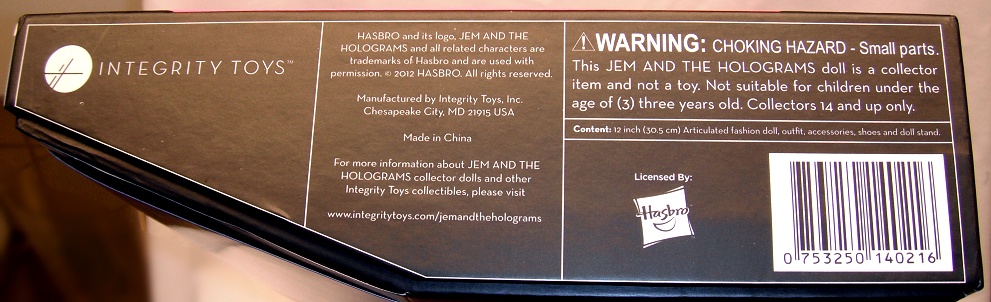 INTEGRITY TOYS™
HASBRO and its logo, JEM AND THE
HOLOGRAMS and all related characters are
trademarks of Hasbro and are used with
permission. © 2012 HASBRO. All rights reserved.
Manufactured by Integrity Toys, Inc.
Chesapeake City, MD 21915 USA
Made in China
For more information about JEM AND THE
HOLOGRAMS collector dolls and other
Integrity Toys collectibles, please visit
www.integritytoys.com/jemandtheholograms
⚠WARNING: CHOKING HAZARD - Small parts.
This JEM AND THE HOLOGRAMS doll is a collector
item and not a toy. Not suitable for children under the
age of (3) three years old. Collectors 14 and up only.
Content: 12 inch (30.5 cm) Articulated fashion doll, outfit, accessories, shoes and doll stand.
Licensed By:
Hasbro
0 753250 140216